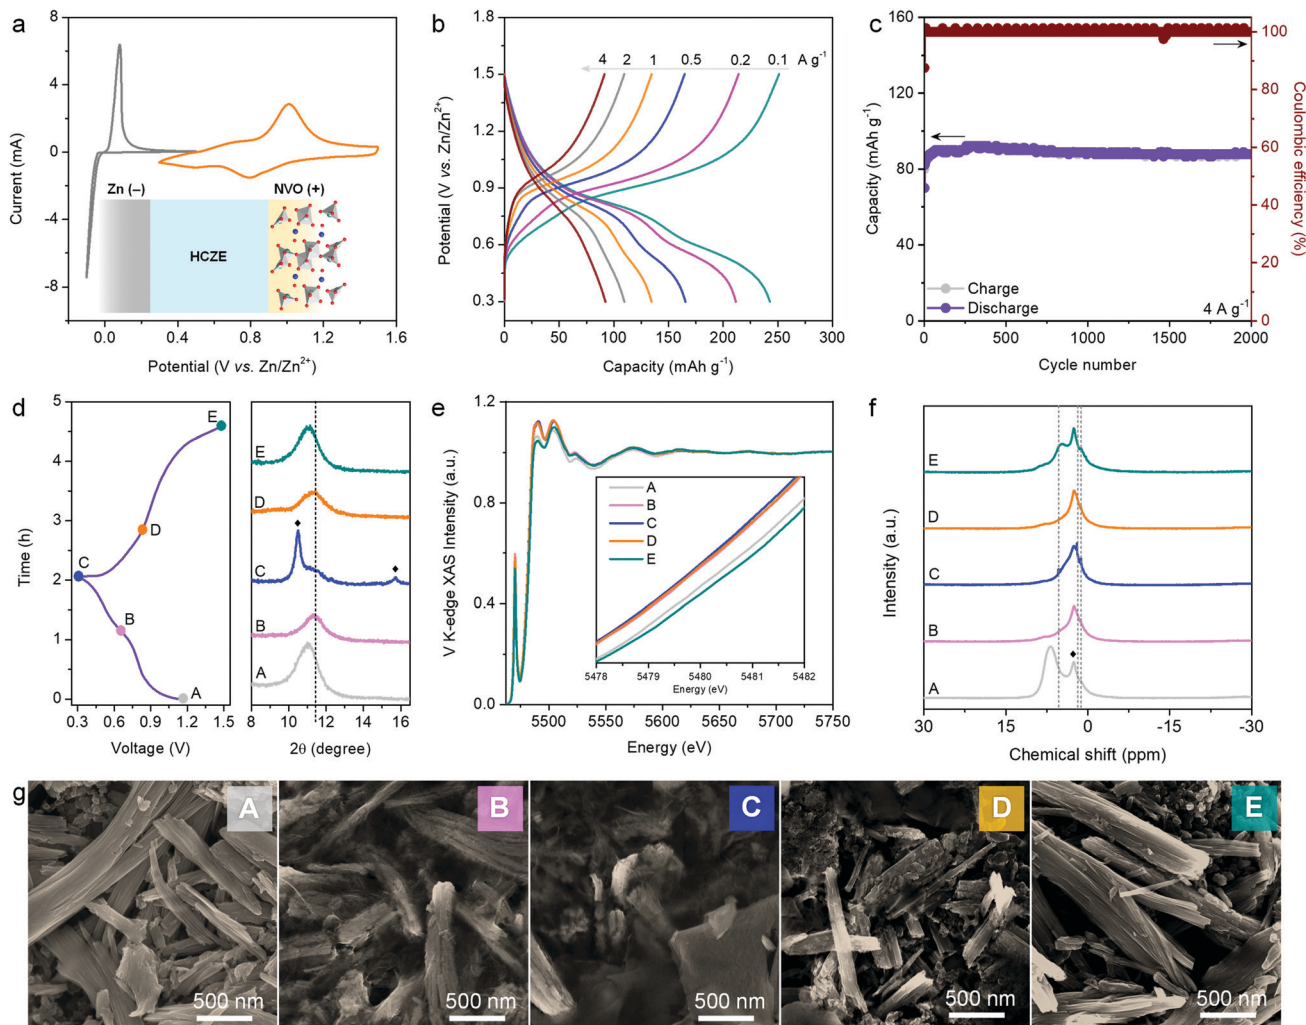 a
8
4
0
-4
-8
Current (mA)
Zn (–)
NVO (+)
HCZE
0.0
0.4
0.8
1.2
1.6
Potential (V vs. Zn/Zn²⁺)
b
1.8
1.5
1.2
0.9
0.6
0.3
Potential (V vs. Zn/Zn²⁺)
4 2 1 0.5 0.2 0.1 A g⁻¹
0 50 100 150 200 250 300
Capacity (mAh g⁻¹)
c
160
120
80
40
0
Capacity (mAh g⁻¹)
100
80
60
40
20
0
Coulombic efficiency (%)
Charge
Discharge
4 A g⁻¹
0 500 1000 1500 2000
Cycle number
d
5
4
3
2
1
0
Time (h)
E
D
C
B
A
0.3 0.6 0.9 1.2 1.5
Voltage (V)
E
D
C
B
A
8 10 12 14 16
2θ (degree)
e
1.2
0.8
0.4
0.0
V K-edge XAS Intensity (a.u.)
A
B
C
D
E
5478 5479 5480 5481 5482
Energy (eV)
5500 5550 5600 5650 5700 5750
Energy (eV)
f
Intensity (a.u.)
E
D
C
B
A
30 15 0 -15 -30
Chemical shift (ppm)
g
A
B
C
D
E
500 nm
500 nm
500 nm
500 nm
500 nm